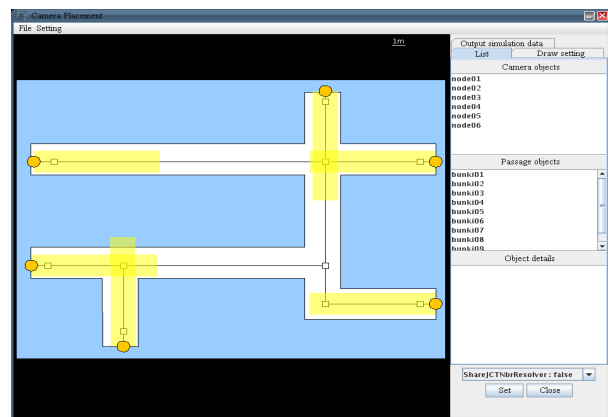 Camera Placement
File Setting
1m
Output simulation data
List
Draw setting
Camera objects
node01
node02
node03
node04
node05
node06
Passage objects
bunki01
bunki02
bunki03
bunki04
bunki05
bunki06
bunki07
bunki08
bunki09
Object details
ShareJCTNbrResolver : false
Set
Close